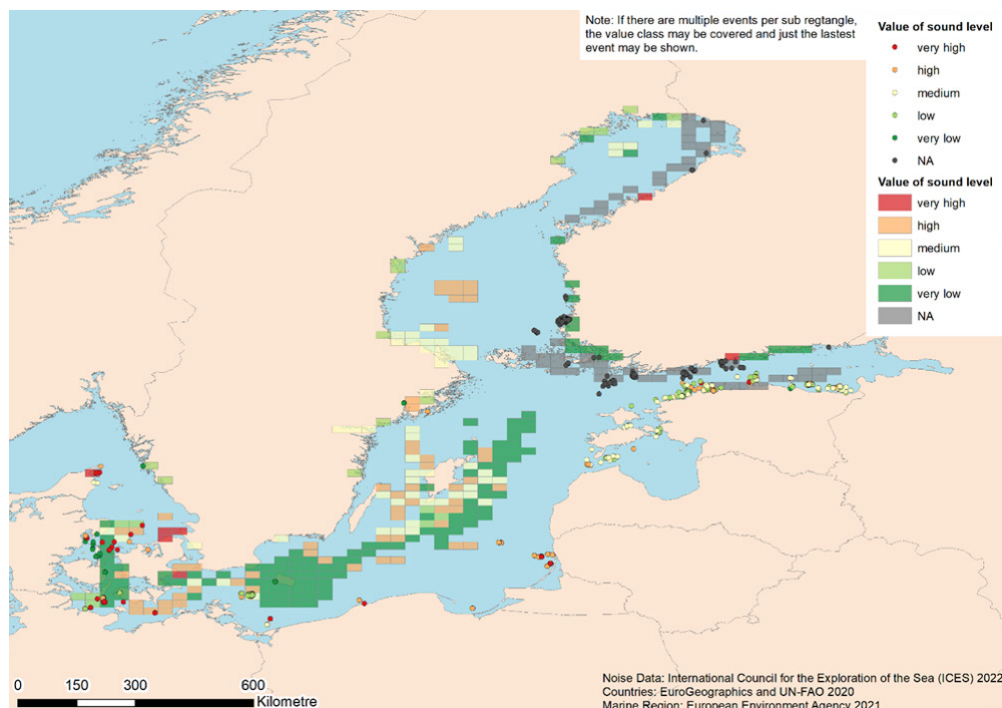 Note: If there are multiple events per sub regtangle,
the value class may be covered and just the lastest
event may be shown.
Value of sound level
very high
high
medium
low
very low
NA
Value of sound level
very high
high
medium
low
very low
NA
0 150 300 600
Kilometre
Noise Data: International Council for the Exploration of the Sea (ICES) 2022
Countries: EuroGeographics and UN-FAO 2020
Marine Region: European Environment Agency 2021